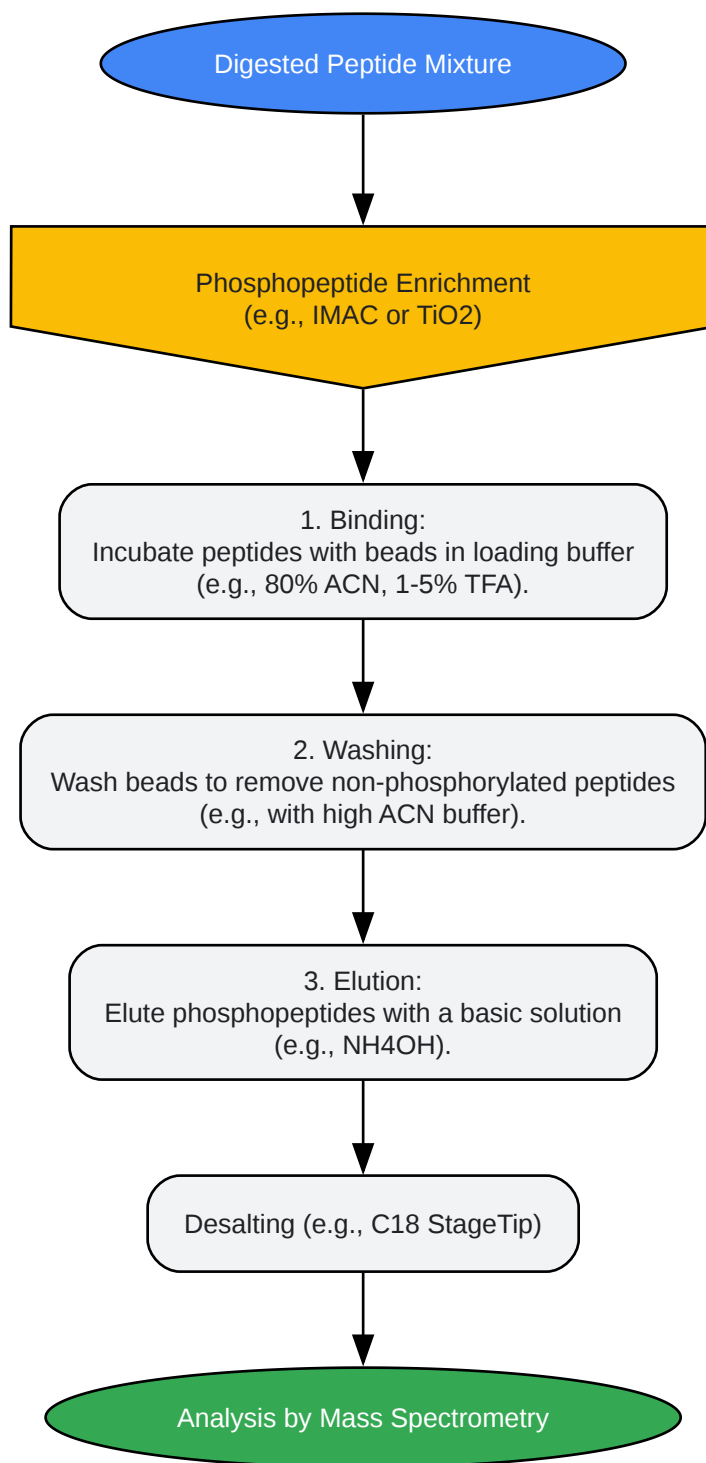 Digested Peptide Mixture
Phosphopeptide Enrichment
(e.g., IMAC or TiO2)
1. Binding:
Incubate peptides with beads in loading buffer
(e.g., 80% ACN, 1-5% TFA).
2. Washing:
Wash beads to remove non-phosphorylated peptides
(e.g., with high ACN buffer).
3. Elution:
Elute phosphopeptides with a basic solution
(e.g., NH4OH).
Desalting (e.g., C18 StageTip)
Analysis by Mass Spectrometry